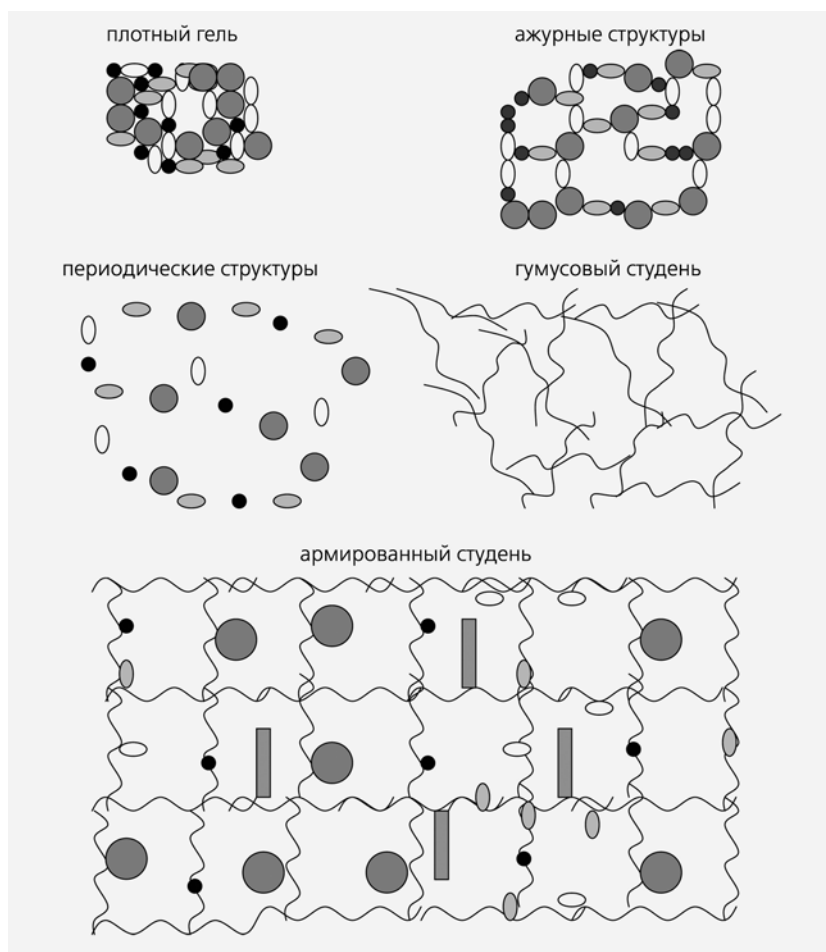 плотный гель
ажурные структуры
периодические структуры
гумусовый студень
армированный студень